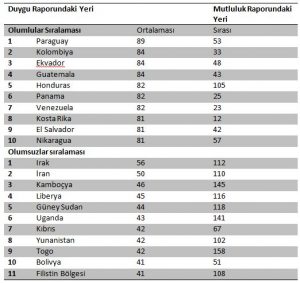 Duygu Raporundaki Yeri Mutluluk Raporundaki
Yeri
Olumlular Sıralaması Ortalaması Sırası
1 Paraguay 89 53
2 Kolombiya 84 33
3 Ekvador 84 48
4 Guatemala 84 43
5 Honduras 82 105
6 Panama 82 25
7 Venezuela 82 23
8 Kosta Rika 81 12
9 El Salvador 81 42
10 Nikaragua 81 57
Olumsuzlar sıralaması
1 Irak 56 112
2 İran 50 110
3 Kamboçya 46 145
4 Liberya 45 116
5 Güney Sudan 44 118
6 Uganda 43 141
7 Kıbrıs 42 67
8 Yunanistan 42 102
9 Togo 42 158
10 Bolivya 41 51
11 Filistin Bölgesi 41 108